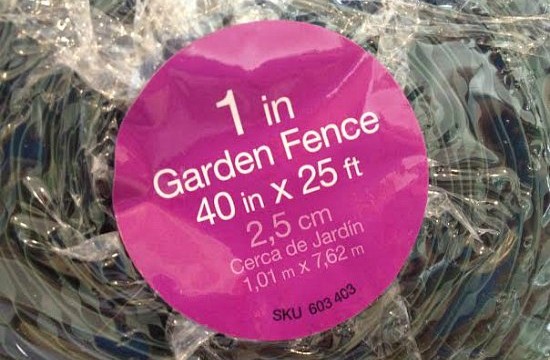 1 in
Garden Fence
40 in x 25 ft
2,5 cm
Cerca de Jardín
1,01 m x 7,62 m
SKU 603 403